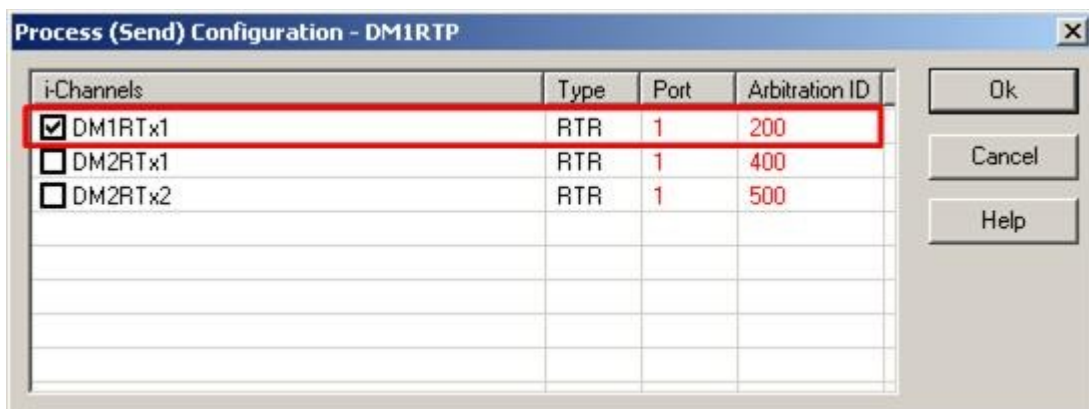 Process (Send) Configuration - DM1RTP
i-Channels Type Port Arbitration ID
DM1RTx1 RTR 1 200
DM2RTx1 RTR 1 400
DM2RTx2 RTR 1 500
Ok
Cancel
Help